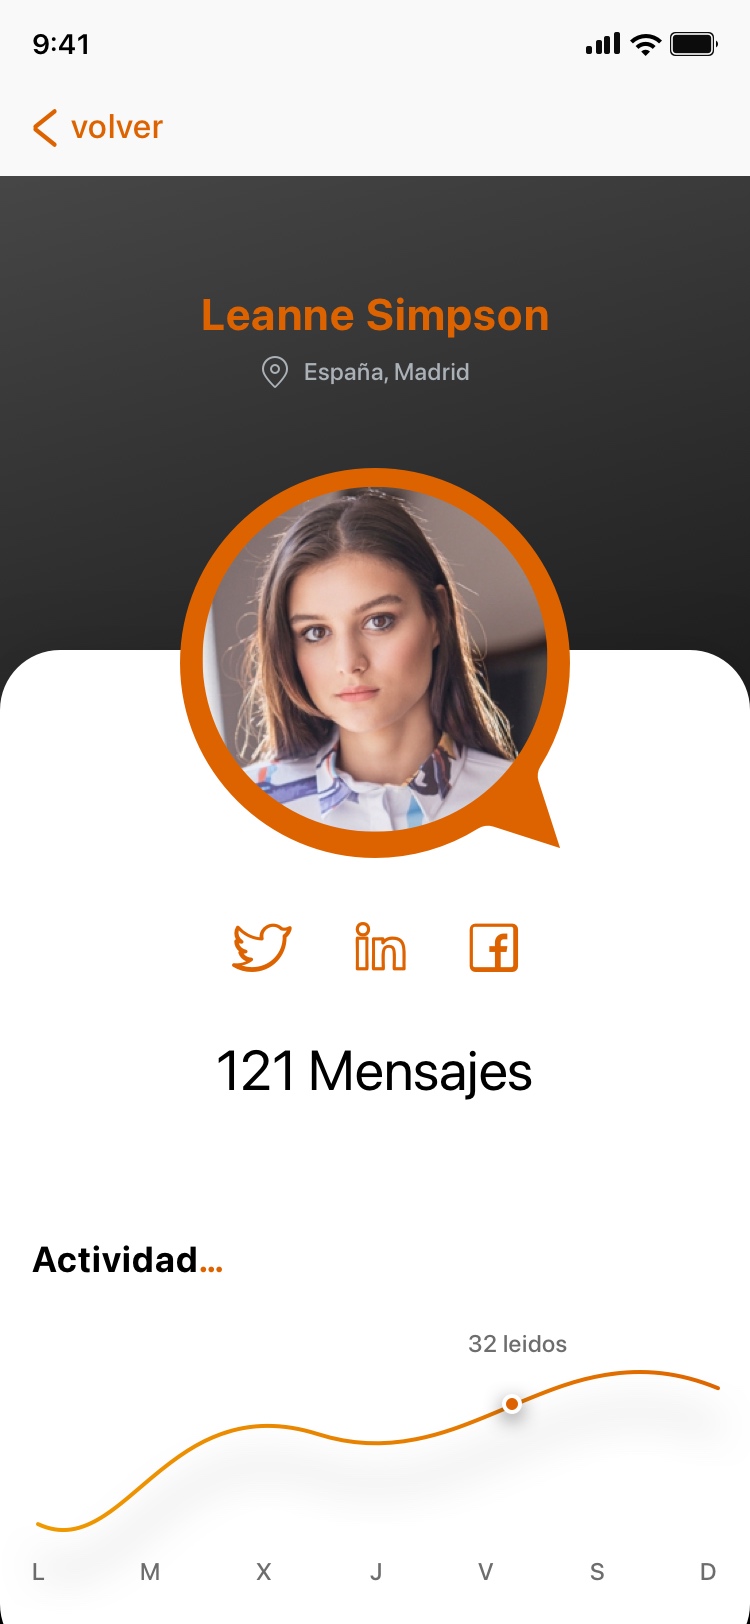 9:41
volver
Leanne Simpson
España, Madrid
121 Mensajes
Actividad...
32 leidos
L M X J V S D